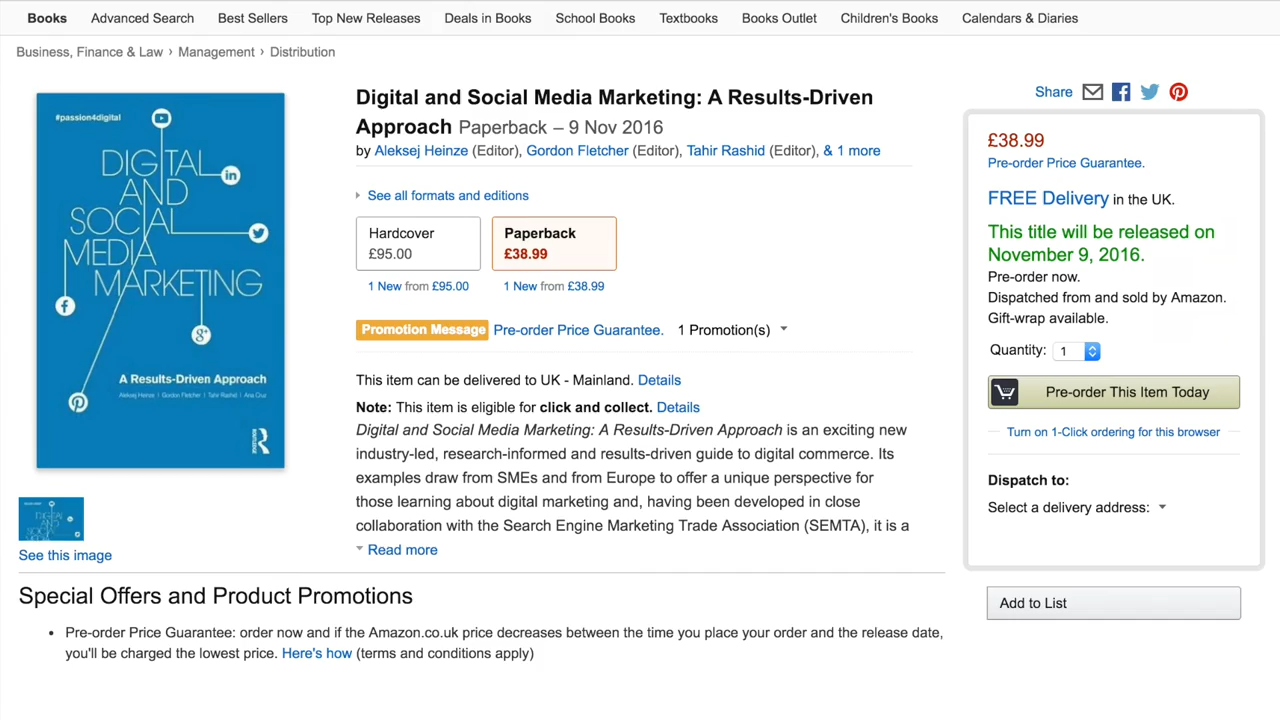 Books Advanced Search Best Sellers Top New Releases Deals in Books School Books Textbooks Books Outlet Children's Books Calendars & Diaries
Business, Finance & Law › Management › Distribution
#passion4digital
DIGITAL
AND
SOCIAL
MEDIA
MARKETING
A Results-Driven Approach
Aleksej Heinze | Gordon Fletcher | Tahir Rashid | Ana Cruz
See this image
Digital and Social Media Marketing: A Results-Driven
Approach Paperback – 9 Nov 2016
by Aleksej Heinze (Editor), Gordon Fletcher (Editor), Tahir Rashid (Editor), & 1 more
See all formats and editions
Hardcover
£95.00
Paperback
£38.99
1 New from £95.00
1 New from £38.99
Promotion Message Pre-order Price Guarantee. 1 Promotion(s)
This item can be delivered to UK - Mainland. Details
Note: This item is eligible for click and collect. Details
Digital and Social Media Marketing: A Results-Driven Approach is an exciting new
industry-led, research-informed and results-driven guide to digital commerce. Its
examples draw from SMEs and from Europe to offer a unique perspective for
those learning about digital marketing and, having been developed in close
collaboration with the Search Engine Marketing Trade Association (SEMTA), it is a
Read more
Share
£38.99
Pre-order Price Guarantee.
FREE Delivery in the UK.
This title will be released on
November 9, 2016.
Pre-order now.
Dispatched from and sold by Amazon.
Gift-wrap available.
Quantity: 1
Pre-order This Item Today
Turn on 1-Click ordering for this browser
Dispatch to:
Select a delivery address:
Add to List
Special Offers and Product Promotions
• Pre-order Price Guarantee: order now and if the Amazon.co.uk price decreases between the time you place your order and the release date,
you'll be charged the lowest price. Here's how (terms and conditions apply)